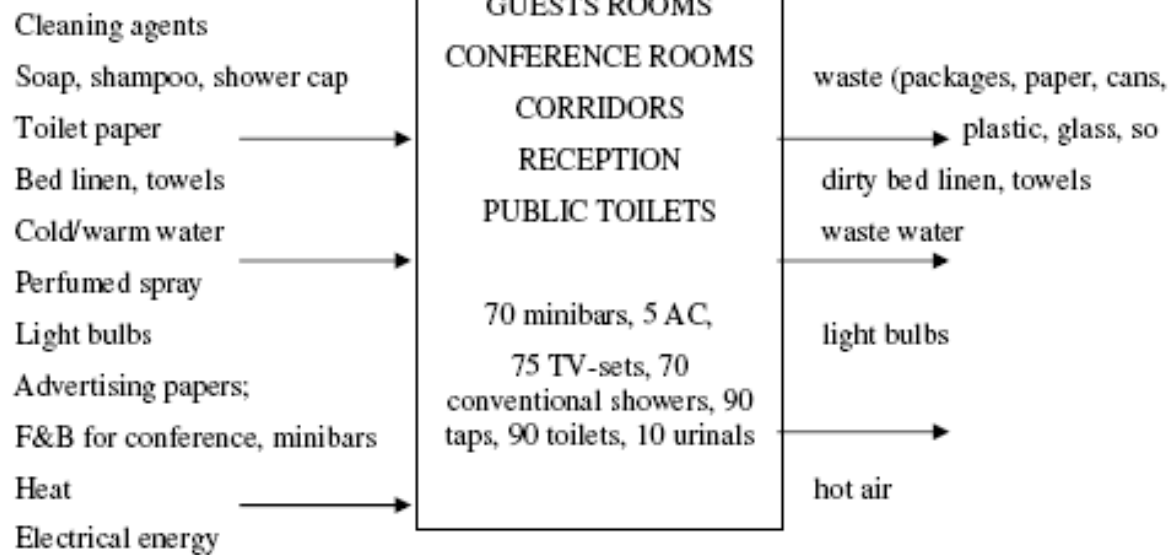 Cleaning agents
Soap, shampoo, shower cap
Toilet paper
Bed linen, towels
Cold/warm water
Perfumed spray
Light bulbs
Advertising papers;
F&B for conference, minibars
Heat
Electrical energy
GUESTS ROOMS
CONFERENCE ROOMS
CORRIDORS
RECEPTION
PUBLIC TOILETS
70 minibars, 5 AC,
75 TV-sets, 70
conventional showers, 90
taps, 90 toilets, 10 urinals
waste (packages, paper, cans,
plastic, glass, so
dirty bed linen, towels
waste water
light bulbs
hot air